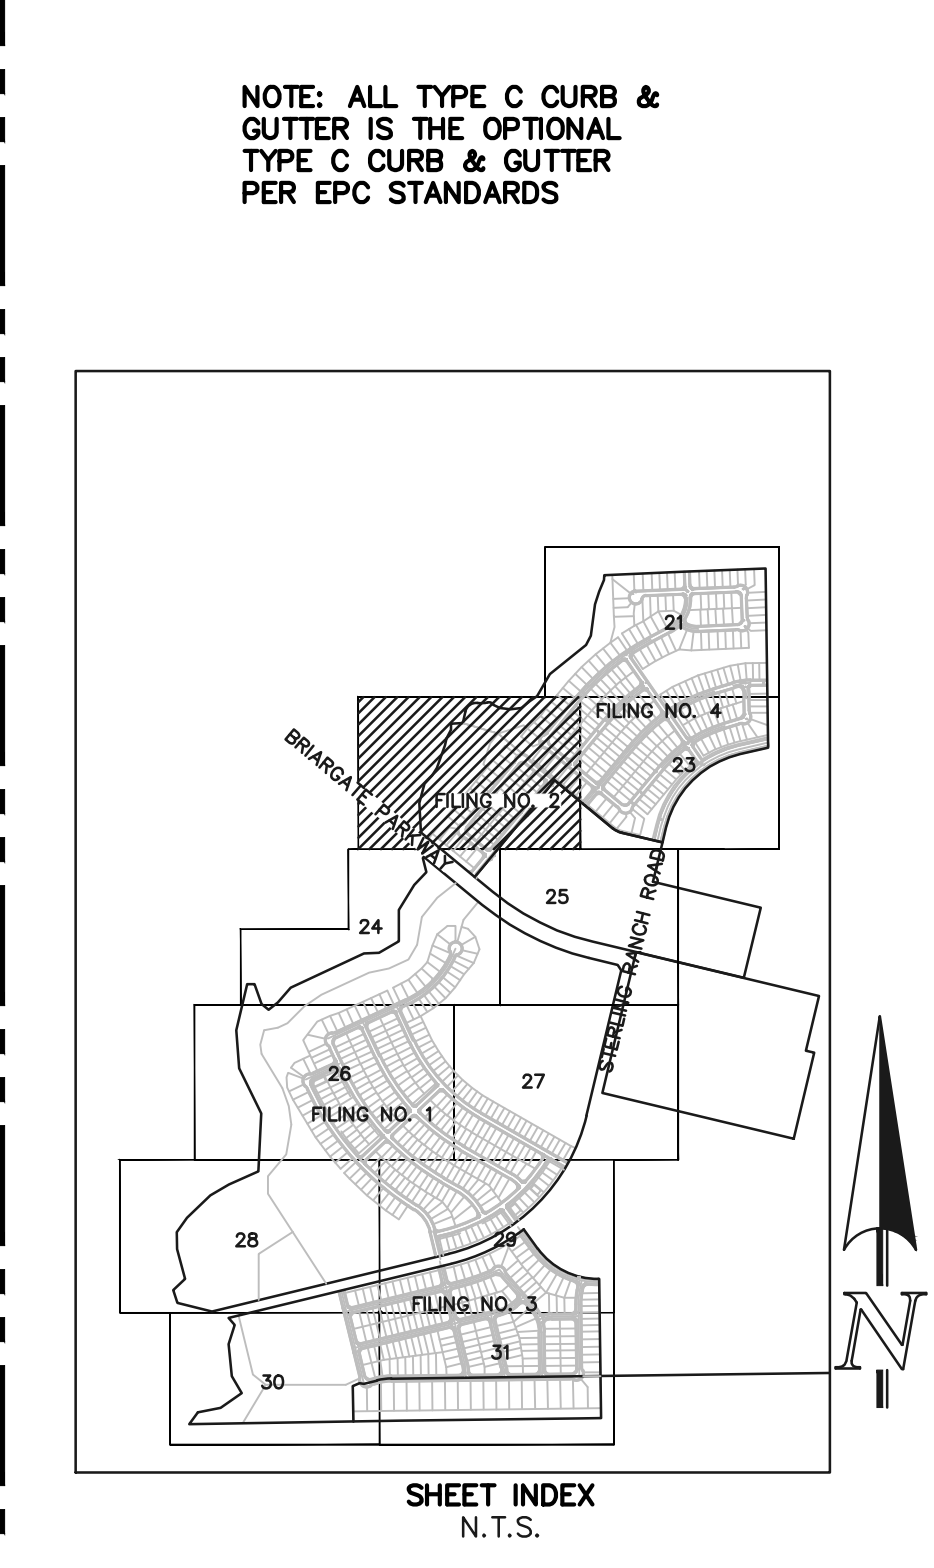 NOTE: ALL TYPE C CURB &
GUTTER IS THE OPTIONAL
TYPE C CURB & GUTTER
PER EPC STANDARDS
21
FILING NO. 4
23
BRIARGATE PARKWAY
FILING NO. 2
STERLING RANCH ROAD
25
24
26
27
FILING NO. 1
28
29
FILING NO. 3
31
30
N
SHEET INDEX
N.T.S.